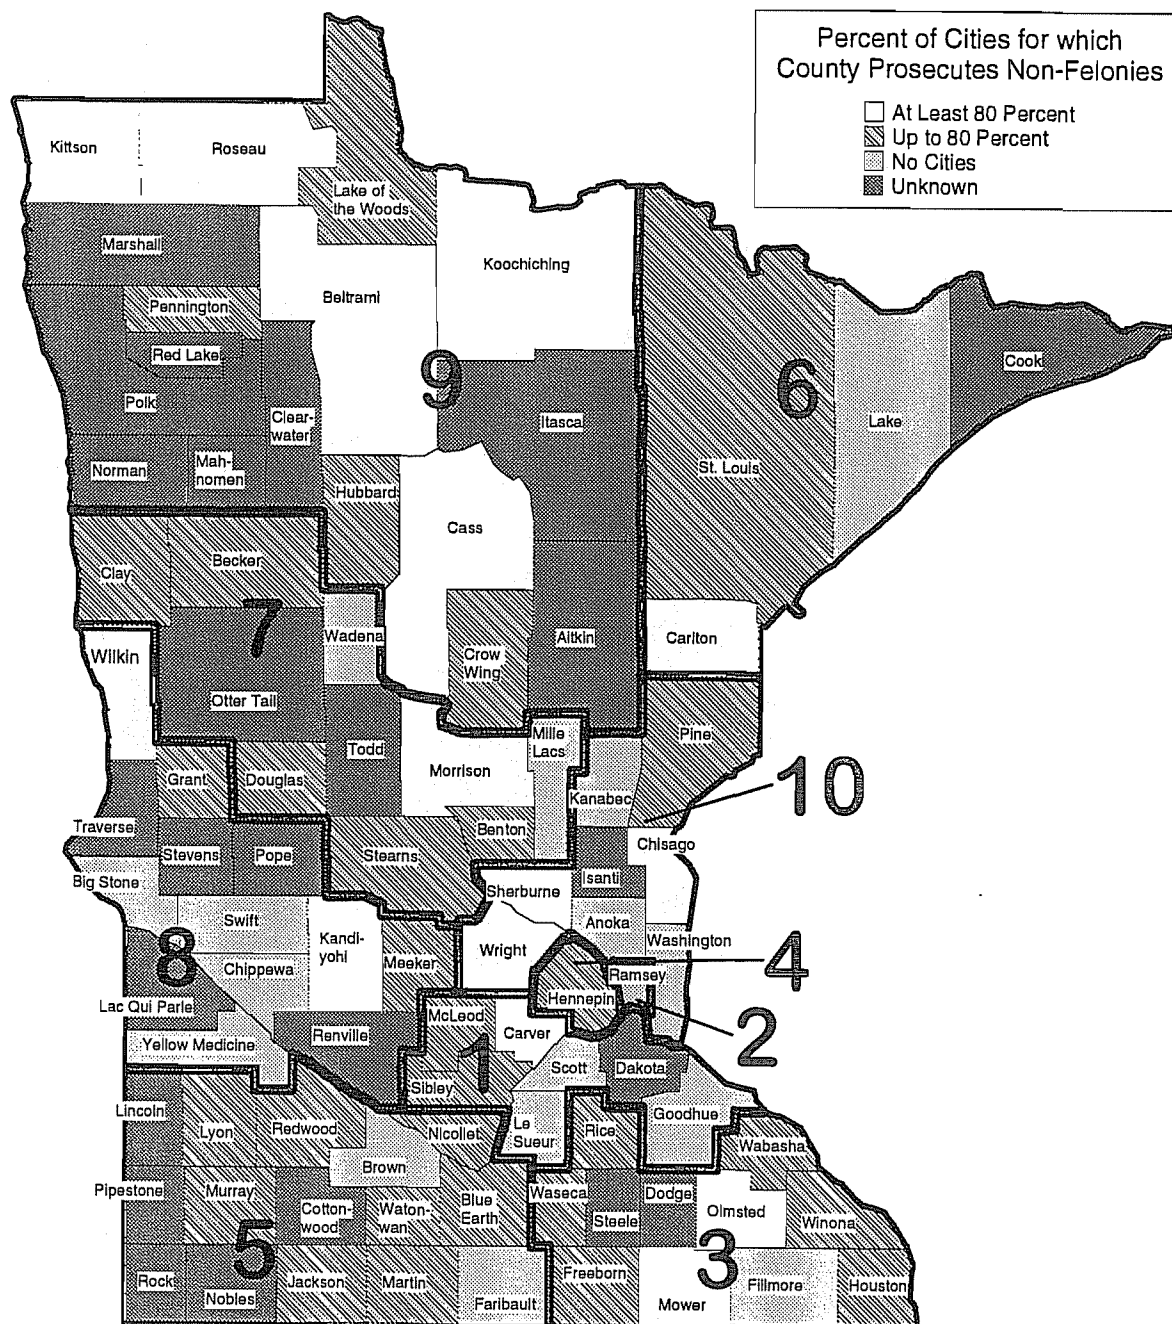 Percent of Cities for which
County Prosecutes Non-Felonies
At Least 80 Percent
Up to 80 Percent
No Cities
Unknown
Kittson
Roseau
Lake of
the Woods
Marshall
Koochiching
Beltrami
Pennington
Red Lake
Cook
Polk
9
6
Clear-
water
Itasca
Lake
Norman
Mah-
nomen
St. Louis
Hubbard
Cass
Becker
Clay
7
Wadena
Aitkin
Carlton
Wilkin
Crow
Wing
Otter Tail
Mille
Lacs
Pine
Todd
Morrison
Grant
Douglas
10
Kanabec
Traverse
Benton
Chisago
Stevens
Pope
Stearns
Isanti
Big Stone
Sherburne
Swift
Anoka
Kandi-
yohi
Washington
8
Wright
4
Meeker
Chippewa
Ramsey
Lac Qui Parle
Hennepin
McLeod
2
Renville
Carver
Yellow Medicine
1
Scott
Dakota
Sibley
Lincoln
Goodhue
Lyon
Redwood
Nicollet
Le
Sueur
Rice
Wabasha
Brown
Pipestone
Murray
Cotton-
wood
Waton-
wan
Blue
Earth
Waseca
Dodge
Steele
Olmsted
Winona
5
3
Rock
Nobles
Jackson
Martin
Faribault
Freeborn
Mower
Fillmore
Houston